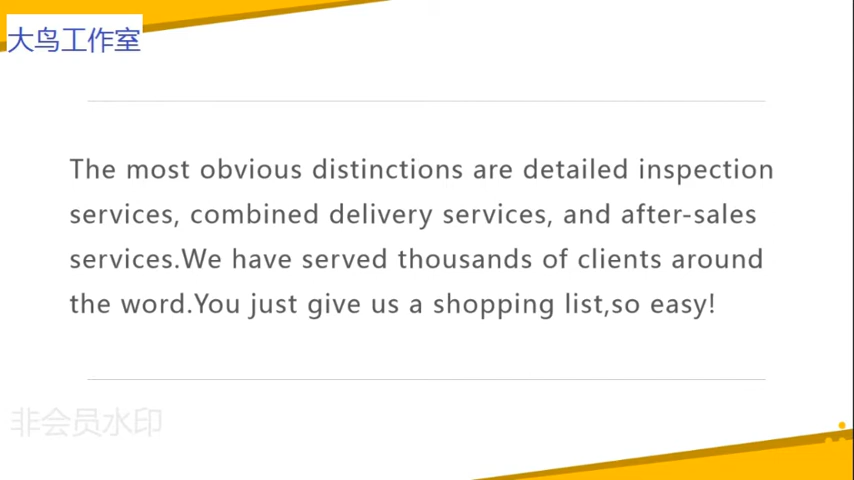 大鸟工作室
The most obvious distinctions are detailed inspection
services, combined delivery services, and after-sales
services.We have served thousands of clients around
the word.You just give us a shopping list,so easy!
非会员水印